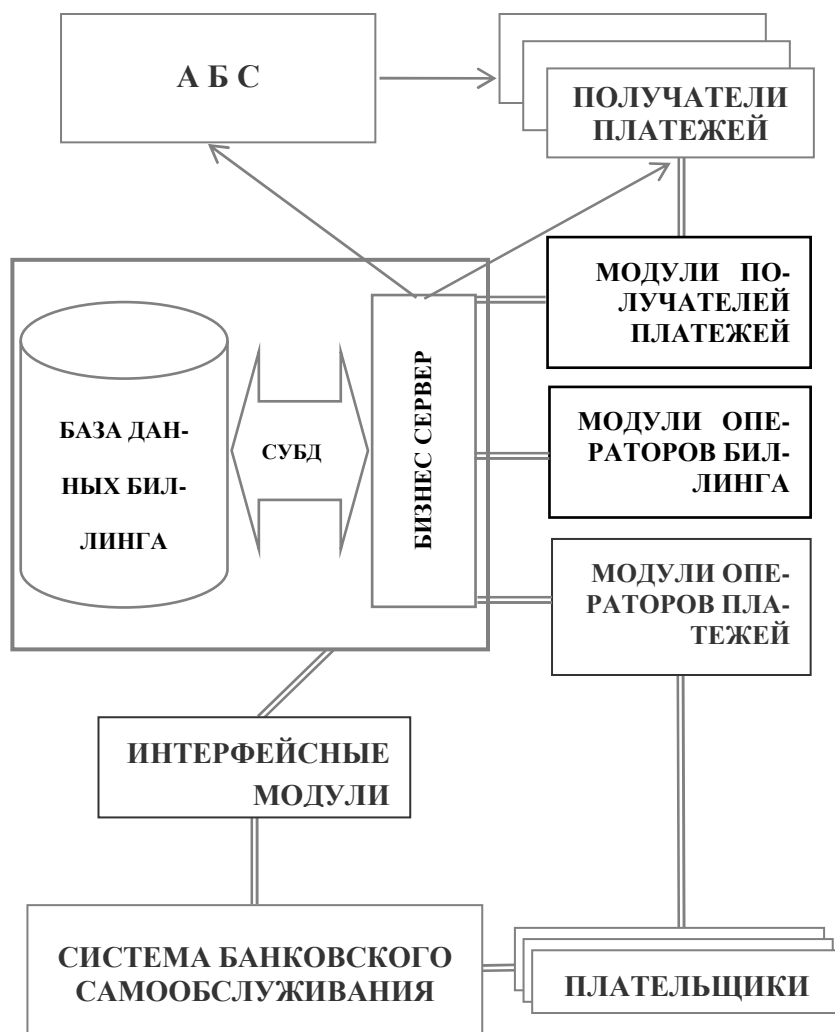 А Б С
ПОЛУЧАТЕЛИ
ПЛАТЕЖЕЙ
МОДУЛИ ПО-
ЛУЧАТЕЛЕЙ
ПЛАТЕЖЕЙ
БАЗА ДАН-
НЫХ БИЛ-
ЛИНГА
СУБД
БИЗНЕС СЕРВЕР
МОДУЛИ ОПЕ-
РАТОРОВ БИЛ-
ЛИНГА
МОДУЛИ ОПЕ-
РАТОРОВ ПЛА-
ТЕЖЕЙ
ИНТЕРФЕЙСНЫЕ
МОДУЛИ
СИСТЕМА БАНКОВСКОГО
САМООБСЛУЖИВАНИЯ
ПЛАТЕЛЬЩИКИ